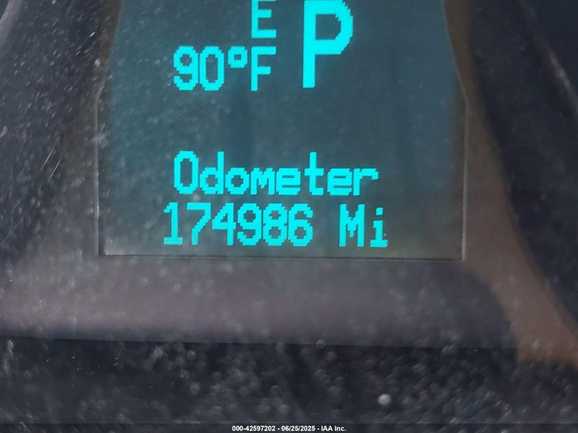 E P
90°F
Odometer
174986 Mi
000-42597202 - 06/25/2025 - IAA Inc.